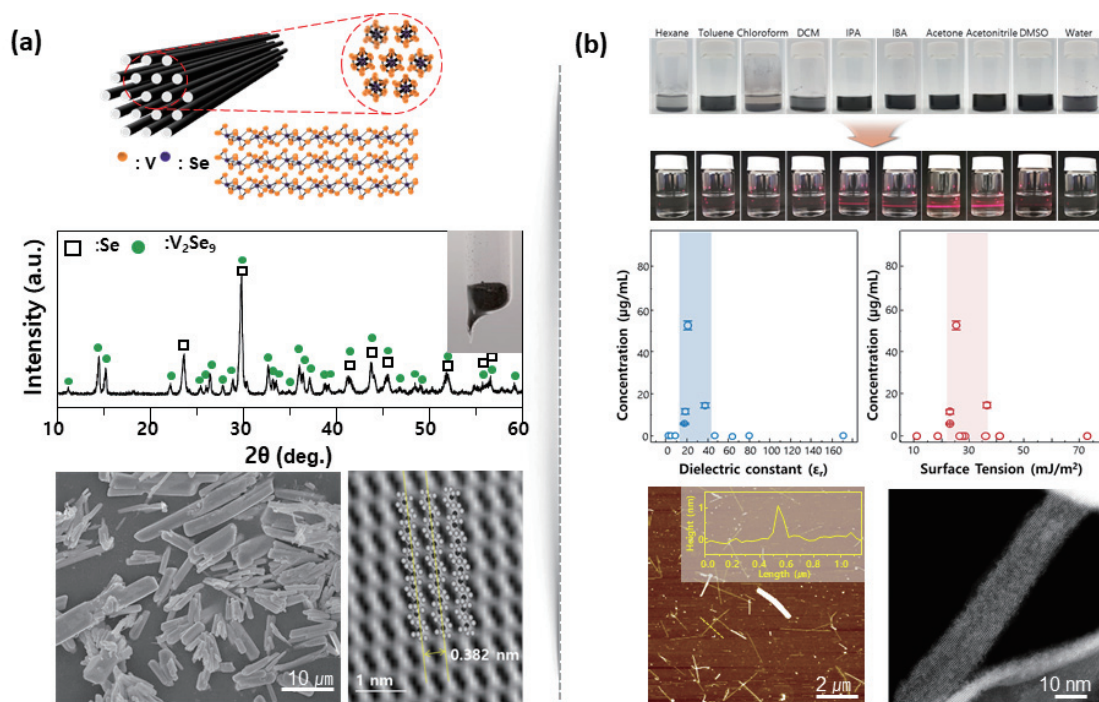 (a)
: V : Se
:Se :V2Se9
Intensity (a.u.)
10 20 30 40 50 60
2θ (deg.)
10 μm
0.382 nm
1 nm
(b)
Hexane Toluene Chloroform DCM IPA IBA Acetone Acetonitrile DMSO Water
Concentration (μg/mL)
80
60
40
20
0
0 20 40 60 80 100 120 140 160
Dielectric constant (εr)
Concentration (μg/mL)
80
60
40
20
0
10 30 50 70
Surface Tension (mJ/m²)
Height (nm)
1
0
0.0 0.2 0.4 0.6 0.8 1.0
Length (μm)
2 μm
10 nm